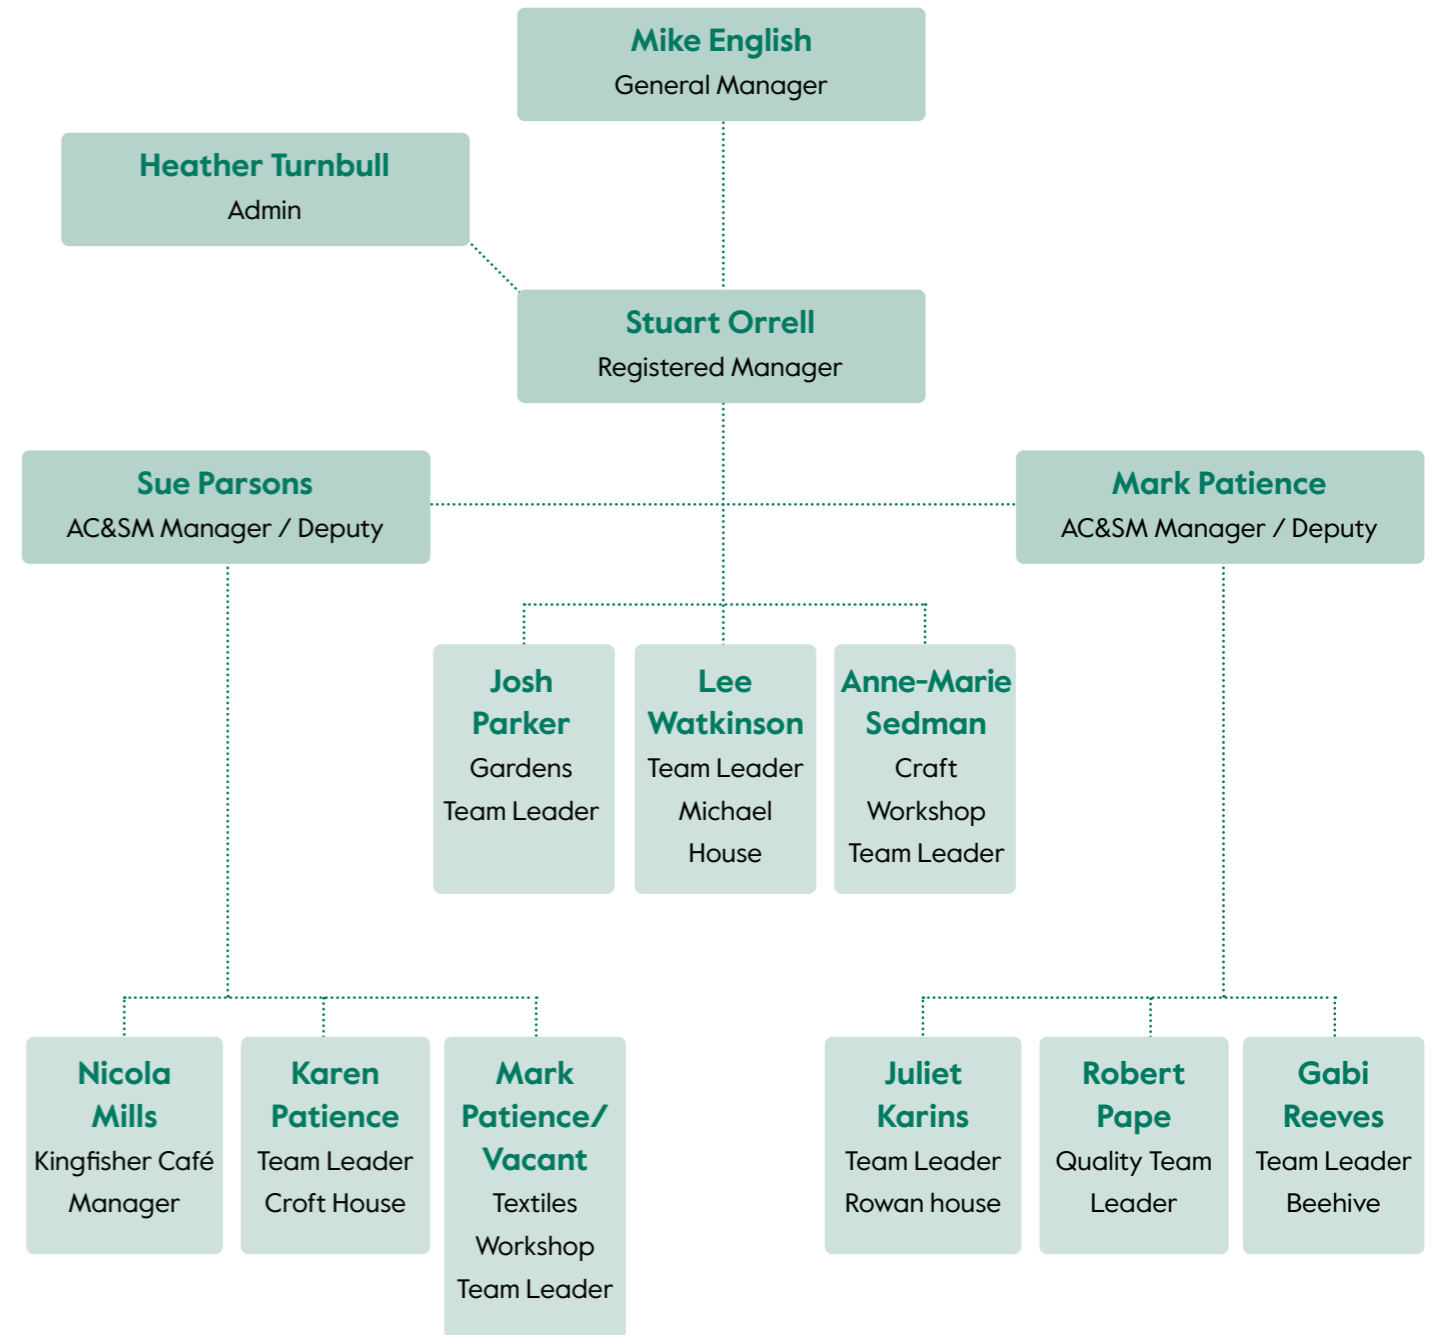 Mike English
General Manager
Heather Turnbull
Admin
Stuart Orrell
Registered Manager
Sue Parsons
AC&SM Manager / Deputy
Mark Patience
AC&SM Manager / Deputy
Josh
Parker
Gardens
Team Leader
Lee
Watkinson
Team Leader
Michael
House
Anne-Marie
Sedman
Craft
Workshop
Team Leader
Nicola
Mills
Kingfisher Café
Manager
Karen
Patience
Team Leader
Croft House
Mark
Patience/
Vacant
Textiles
Workshop
Team Leader
Juliet
Karins
Team Leader
Rowan house
Robert
Pape
Quality Team
Leader
Gabi
Reeves
Team Leader
Beehive